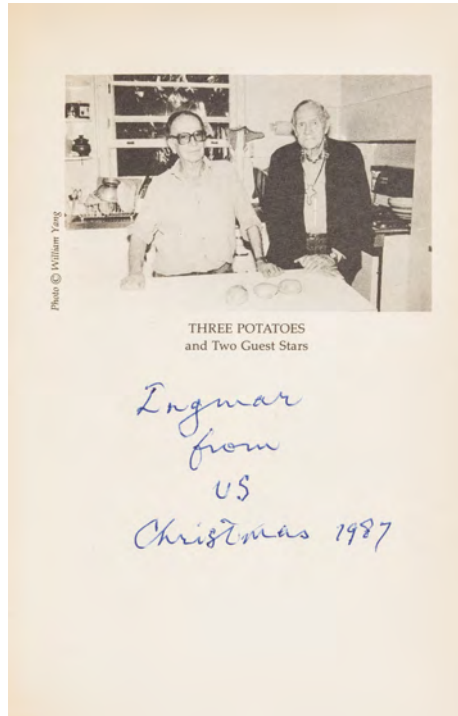 Photo © William Yang
THREE POTATOES
and Two Guest Stars
Ingmar
from
US
Christmas 1987